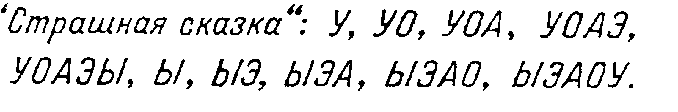 ‘Страшная сказка“: У, УО, УОА, УОАЭ,
УОАЭЫ, Ы, ЫЭ, ЫЭА, ЫЭАО, ЫЭАОУ.